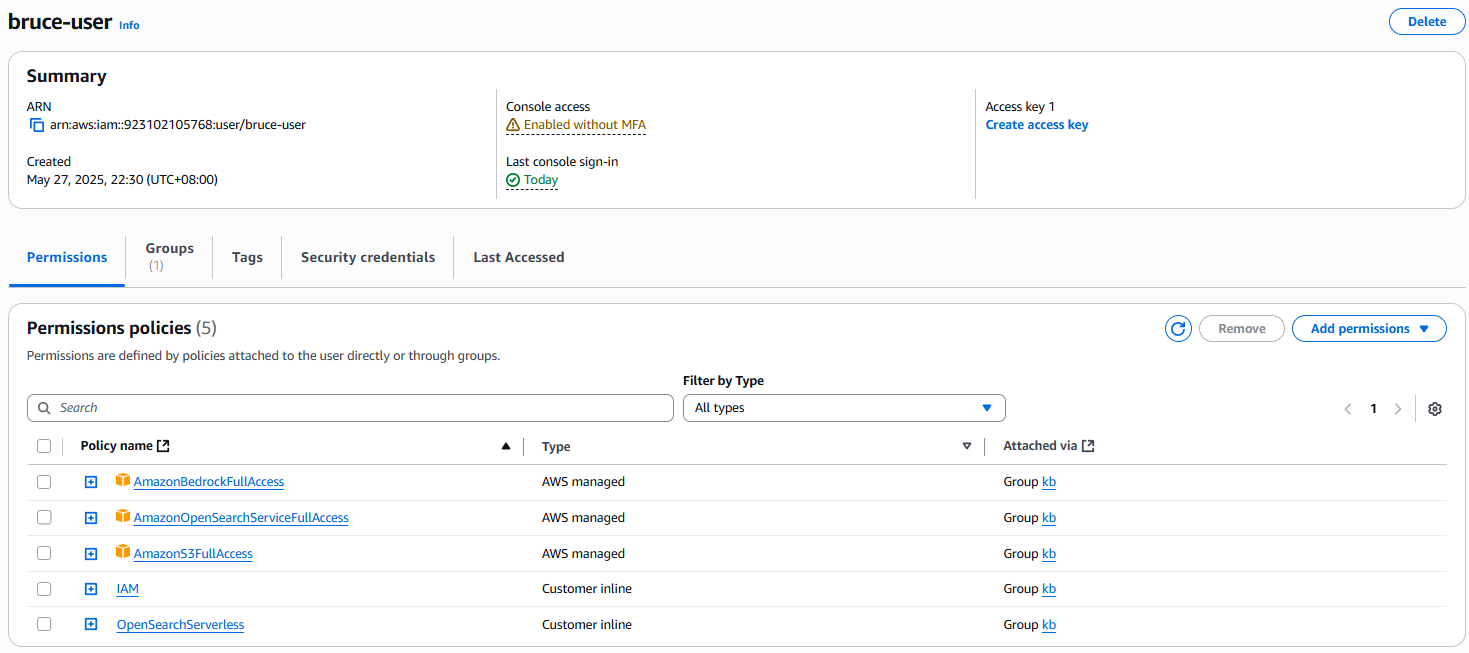 bruce-user Info
Delete
Summary
ARN
arn:aws:iam::923102105768:user/bruce-user
Created
May 27, 2025, 22:30 (UTC+08:00)
Console access
Enabled without MFA
Last console sign-in
Today
Access key 1
Create access key
Permissions
Groups
(1)
Tags
Security credentials
Last Accessed
Permissions policies (5)
Remove
Add permissions
Permissions are defined by policies attached to the user directly or through groups.
Filter by Type
Search
All types
1
Policy name Type Attached via
AmazonBedrockFullAccess AWS managed Group kb
AmazonOpenSearchServiceFullAccess AWS managed Group kb
AmazonS3FullAccess AWS managed Group kb
IAM Customer inline Group kb
OpenSearchServerless Customer inline Group kb